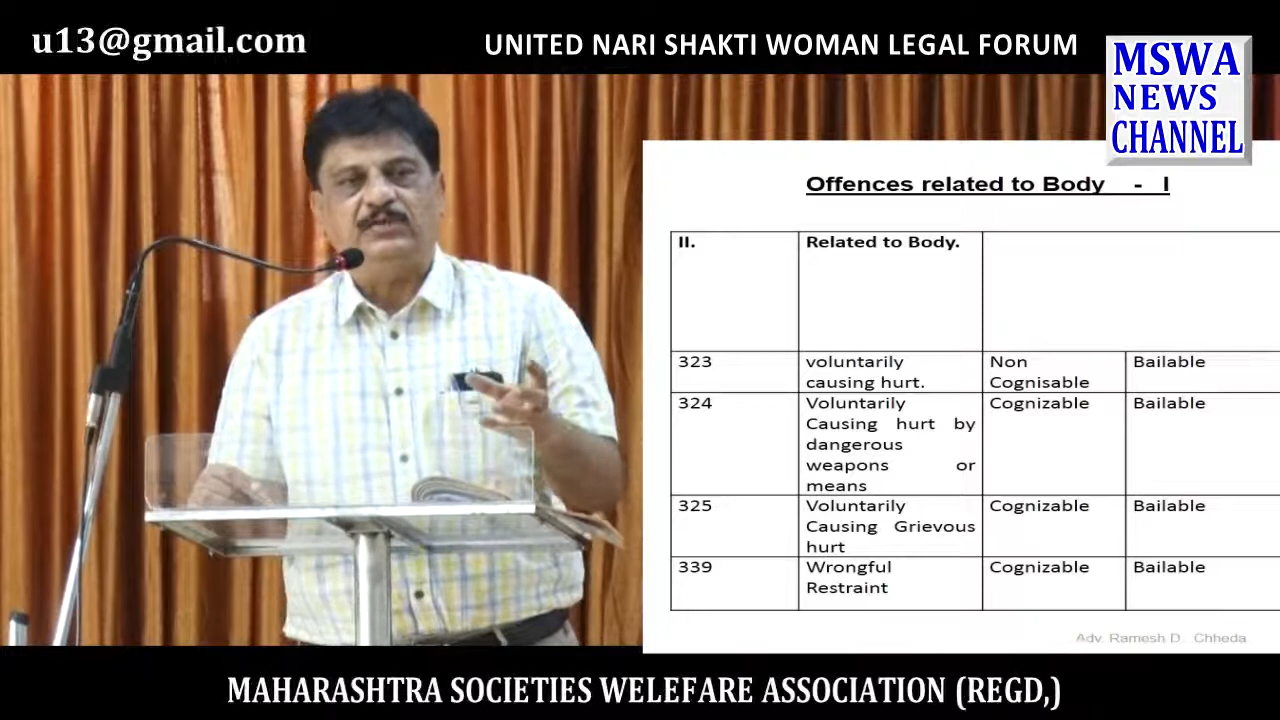 u13@gmail.com
UNITED NARI SHAKTI WOMAN LEGAL FORUM
MSWA
NEWS
CHANNEL
Offences related to Body - I
II.
Related to Body.
323
voluntarily
causing hurt.
Non
Cognisable
Bailable
324
Voluntarily
Causing hurt by
dangerous
weapons or
means
Cognizable
Bailable
325
Voluntarily
Causing Grievous
hurt
Cognizable
Bailable
339
Wrongful
Restraint
Cognizable
Bailable
Adv. Ramesh D. Chheda
MAHARASHTRA SOCIETIES WELEFARE ASSOCIATION (REGD,)